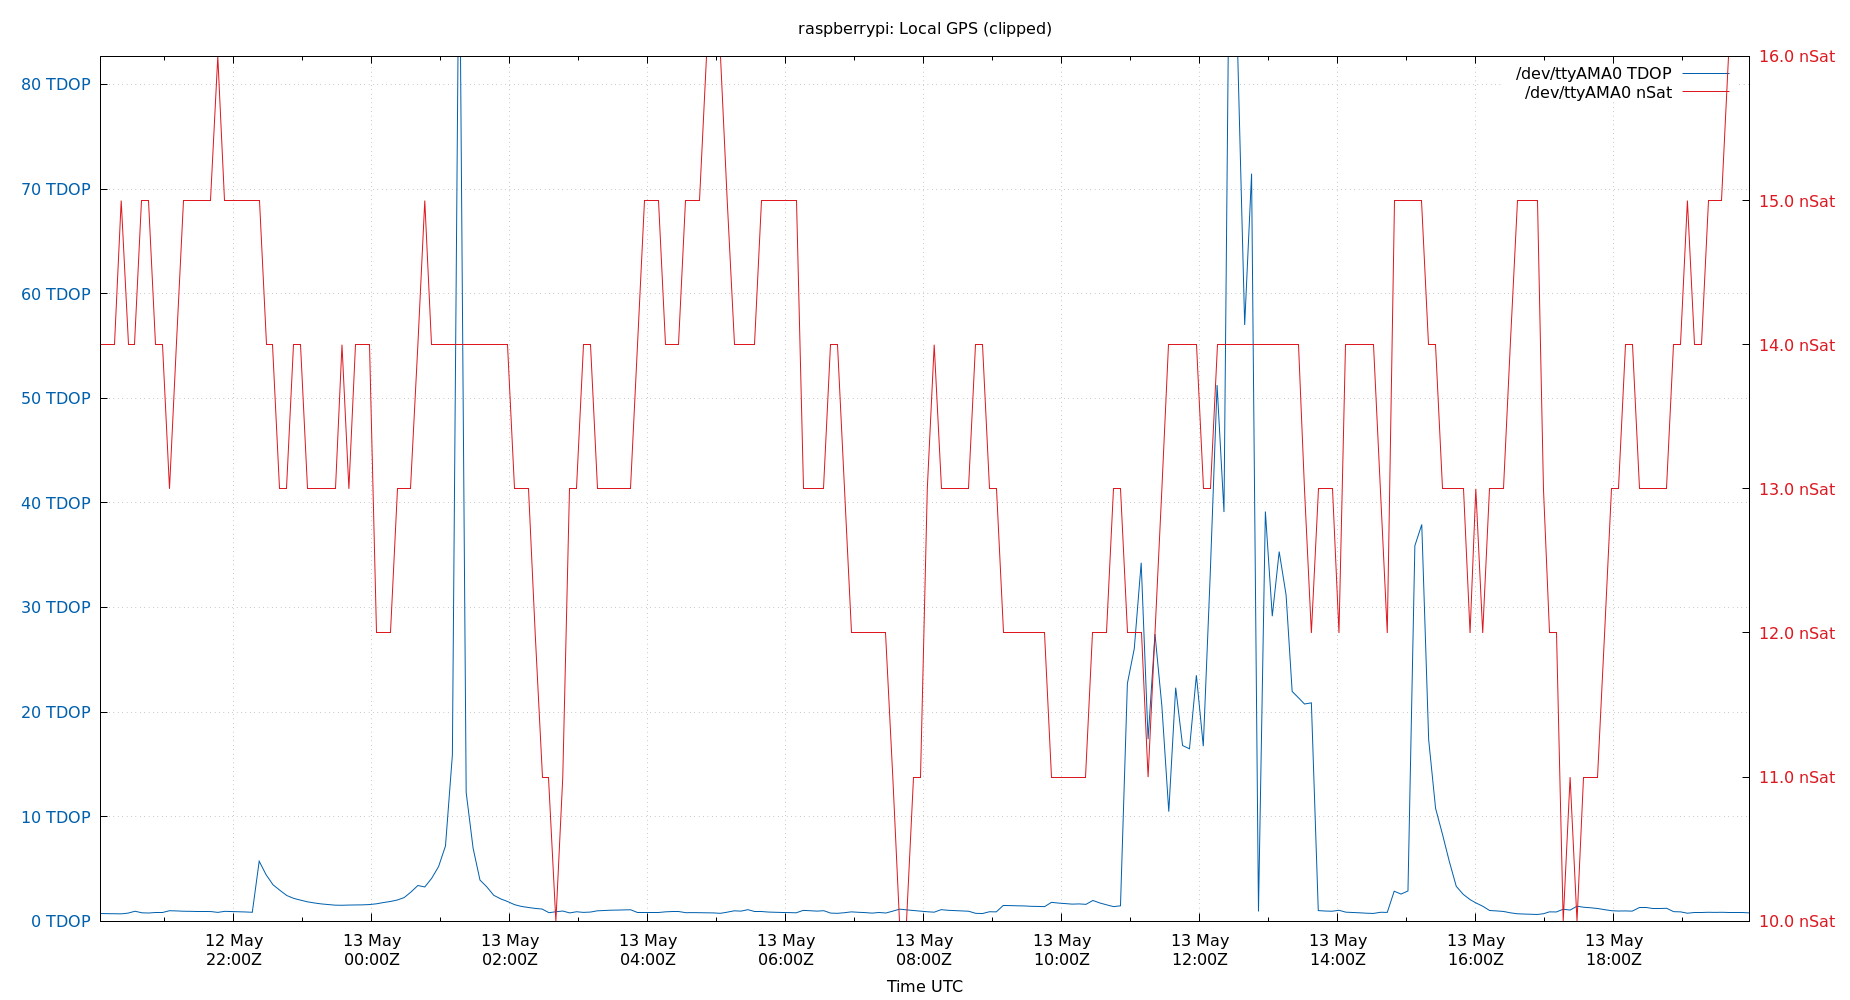 raspberrypi: Local GPS (clipped)
/dev/ttyAMA0 TDOP
/dev/ttyAMA0 nSat
80 TDOP
70 TDOP
60 TDOP
50 TDOP
40 TDOP
30 TDOP
20 TDOP
10 TDOP
0 TDOP
16.0 nSat
15.0 nSat
14.0 nSat
13.0 nSat
12.0 nSat
11.0 nSat
10.0 nSat
12 May
22:00Z
13 May
00:00Z
13 May
02:00Z
13 May
04:00Z
13 May
06:00Z
13 May
08:00Z
13 May
10:00Z
13 May
12:00Z
13 May
14:00Z
13 May
16:00Z
13 May
18:00Z
Time UTC